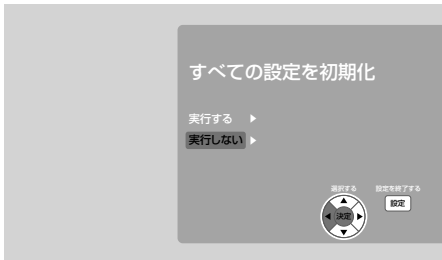 すべての設定を初期化
実行する
実行しない
選択する 設定を終了する
決定 設定